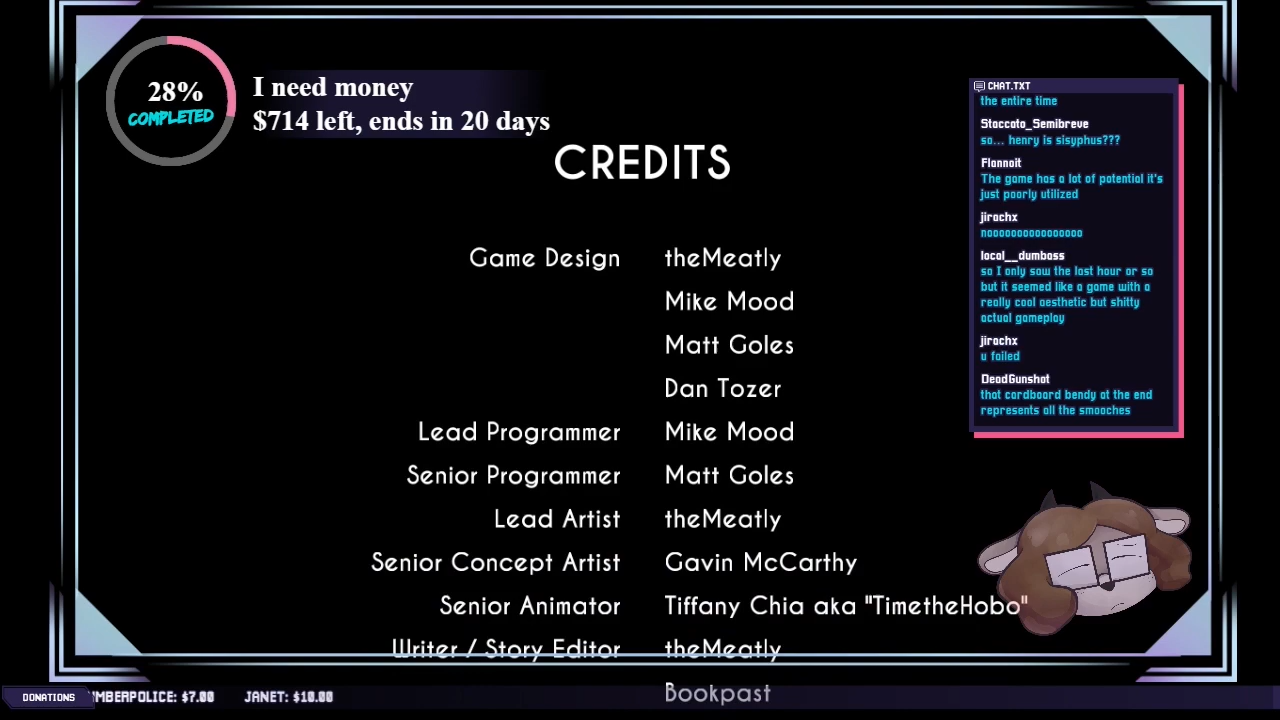 28%
COMPLETED
I need money
$714 left, ends in 20 days
CREDITS
Game Design theMeatly
Mike Mood
Matt Goles
Dan Tozer
Lead Programmer Mike Mood
Senior Programmer Matt Goles
Lead Artist theMeatly
Senior Concept Artist Gavin McCarthy
Senior Animator Tiffany Chia aka "TimetheHobo"
Writer / Story Editor theMeatly
Bookpast
CHAT.TXT
the entire time
Staccato_Semibreve
so... henry is sisyphus???
Flannoit
The game has a lot of potential it's
just poorly utilized
jirachx
noooooooooooooooo
local__dumbass
so I only saw the last hour or so
but it seemed like a game with a
really cool aesthetic but shitty
actual gameplay
jirachx
u failed
DeadGunshot
that cardboard bendy at the end
represents all the smooches
DONATIONS
MBERPOLICE: $7.00 JANET: $10.00